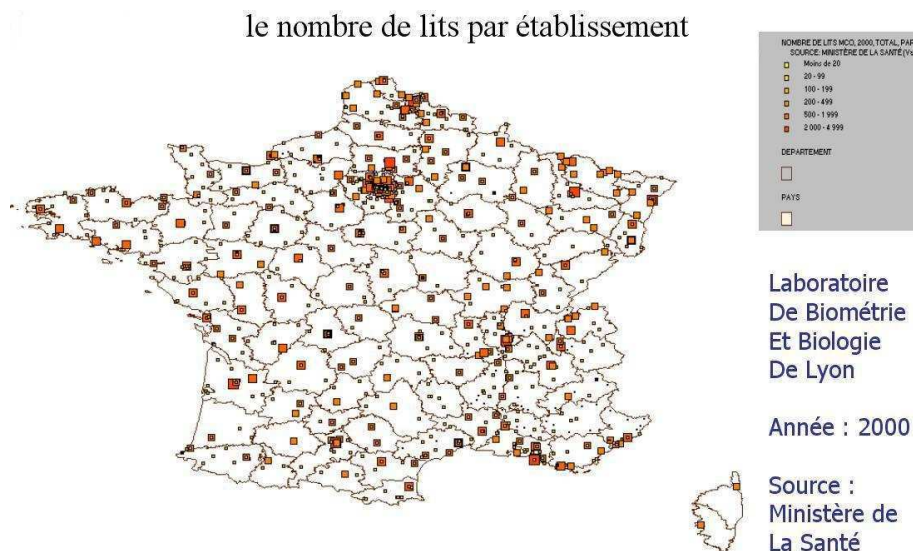 le nombre de lits par établissement
NOMBRE DE LITS MCO, 2000, TOTAL, PAR
SOURCE: MINISTÈRE DE LA SANTÉ
Moins de 20
20 - 99
100 - 199
200 - 499
500 - 1 999
2 000 - 4 999
DEPARTEMENT
PAYS
Laboratoire
De Biométrie
Et Biologie
De Lyon
Année : 2000
Source :
Ministère de
La Santé